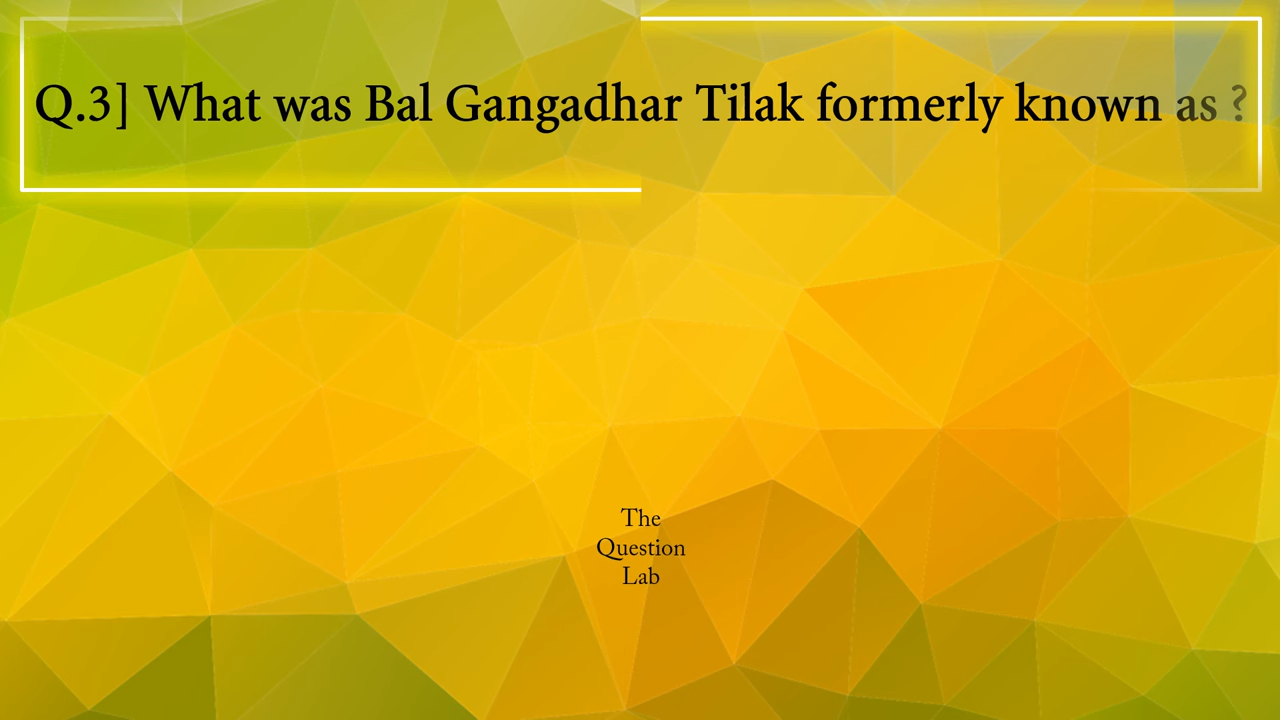 Q.3] What was Bal Gangadhar Tilak formerly known as ?
The
Question
Lab